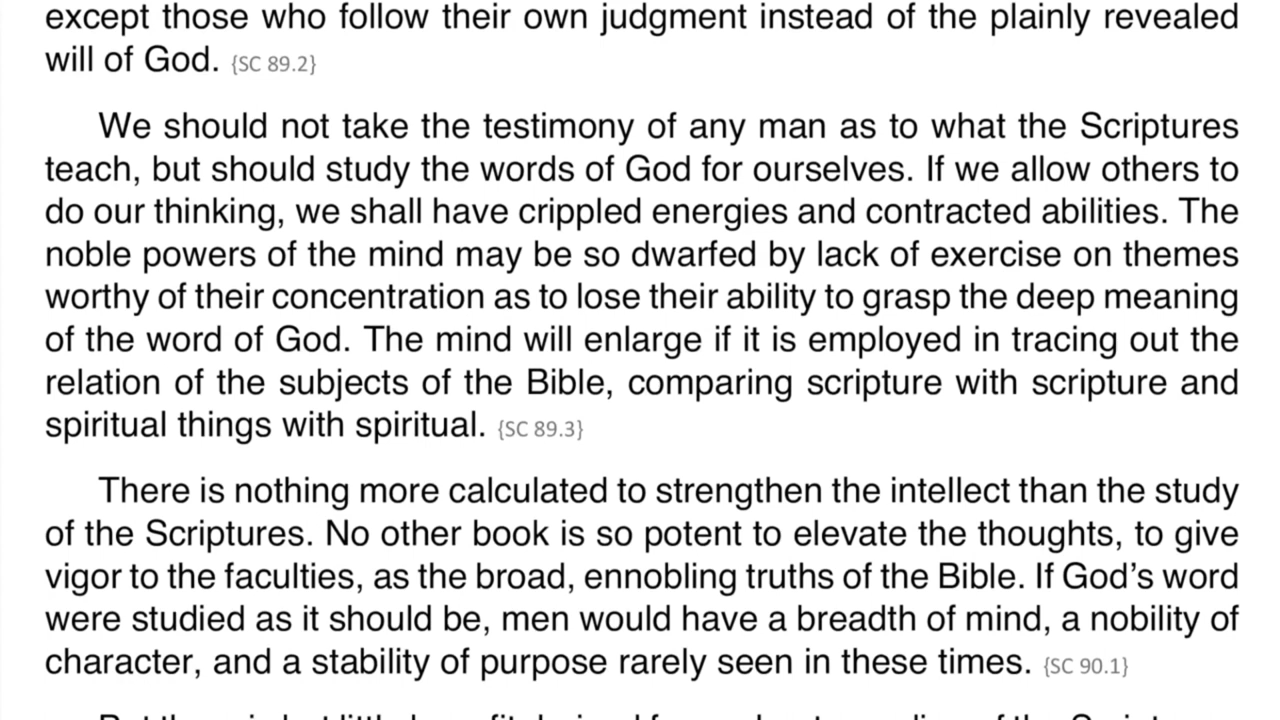 except those who follow their own judgment instead of the plainly revealed
will of God. {SC 89.2}
We should not take the testimony of any man as to what the Scriptures
teach, but should study the words of God for ourselves. If we allow others to
do our thinking, we shall have crippled energies and contracted abilities. The
noble powers of the mind may be so dwarfed by lack of exercise on themes
worthy of their concentration as to lose their ability to grasp the deep meaning
of the word of God. The mind will enlarge if it is employed in tracing out the
relation of the subjects of the Bible, comparing scripture with scripture and
spiritual things with spiritual. {SC 89.3}
There is nothing more calculated to strengthen the intellect than the study
of the Scriptures. No other book is so potent to elevate the thoughts, to give
vigor to the faculties, as the broad, ennobling truths of the Bible. If God’s word
were studied as it should be, men would have a breadth of mind, a nobility of
character, and a stability of purpose rarely seen in these times. {SC 90.1}